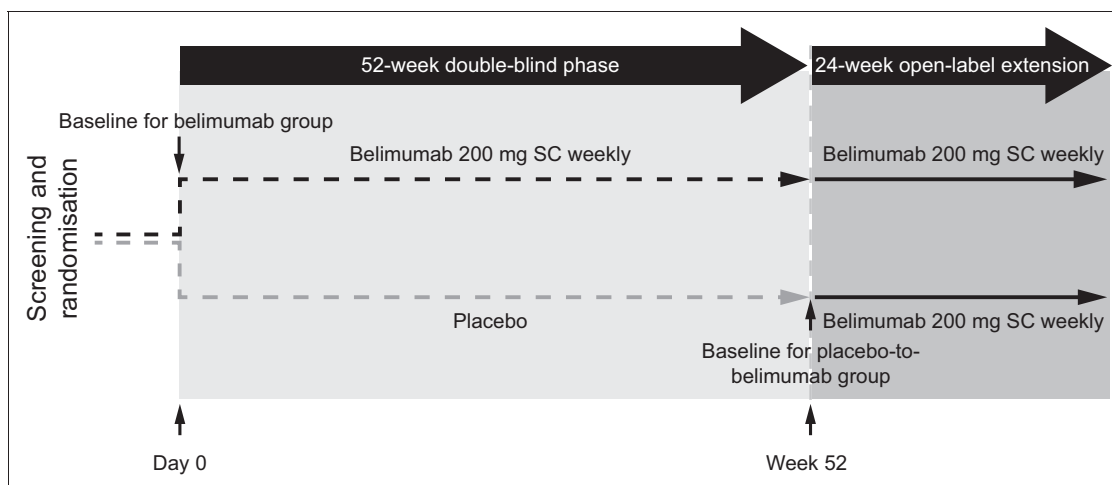 52-week double-blind phase
24-week open-label extension
Baseline for belimumab group
Belimumab 200 mg SC weekly
Belimumab 200 mg SC weekly
Screening and
randomisation
Placebo
Belimumab 200 mg SC weekly
Baseline for placebo-to-
belimumab group
Day 0
Week 52